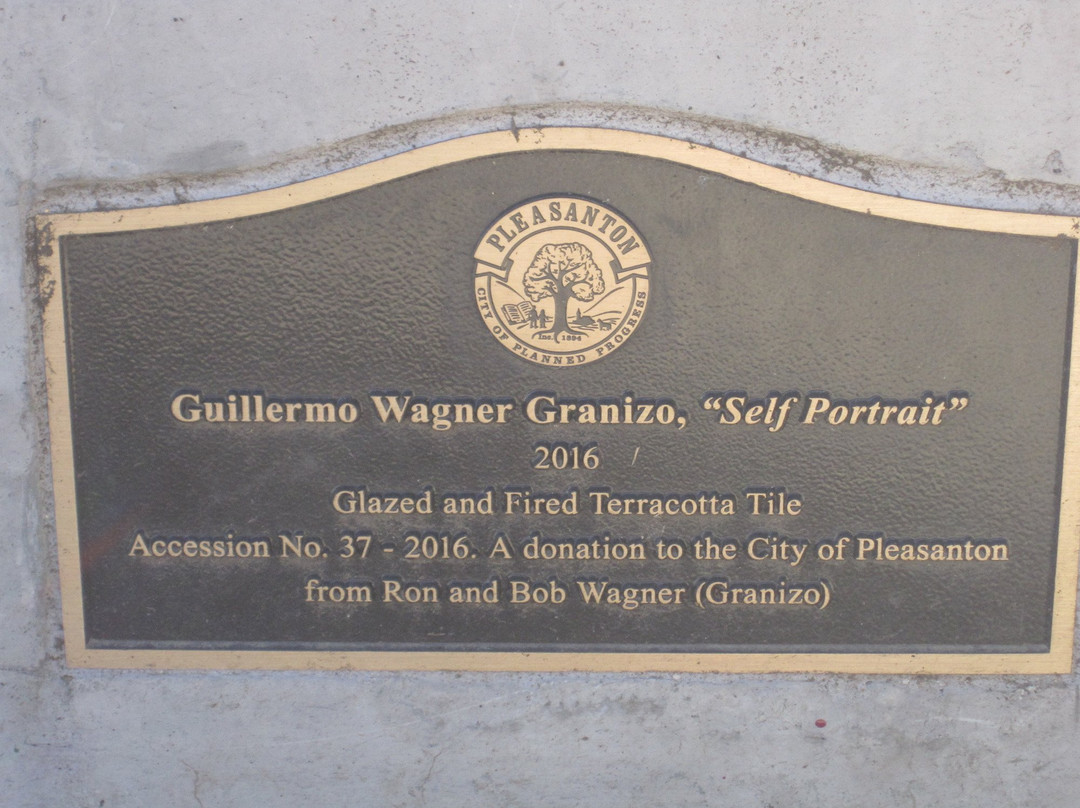 PLEASANTON
CITY OF PLANNED PROGRESS
Inc. 1894
Guillermo Wagner Granizo, “Self Portrait”
2016
Glazed and Fired Terracotta Tile
Accession No. 37 - 2016. A donation to the City of Pleasanton
from Ron and Bob Wagner (Granizo)